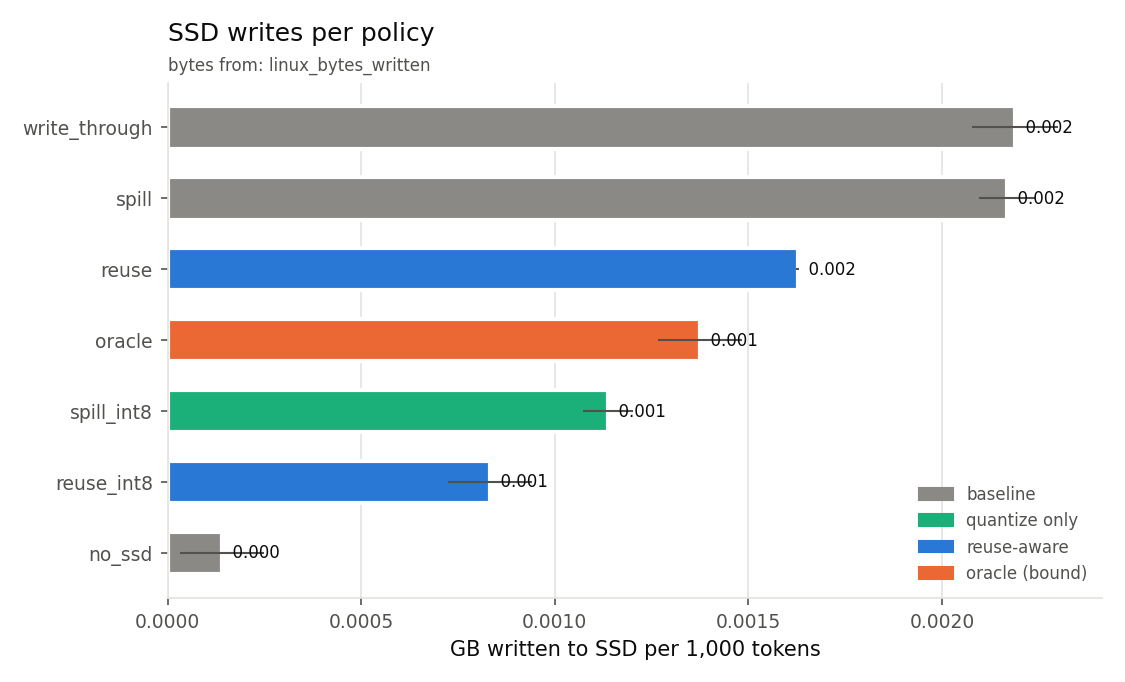 SSD writes per policy
bytes from: linux_bytes_written
write_through 0.002
spill 0.002
reuse 0.002
oracle 0.001
spill_int8 0.001
reuse_int8 0.001
no_ssd 0.000
baseline
quantize only
reuse-aware
oracle (bound)
0.0000 0.0005 0.0010 0.0015 0.0020
GB written to SSD per 1,000 tokens